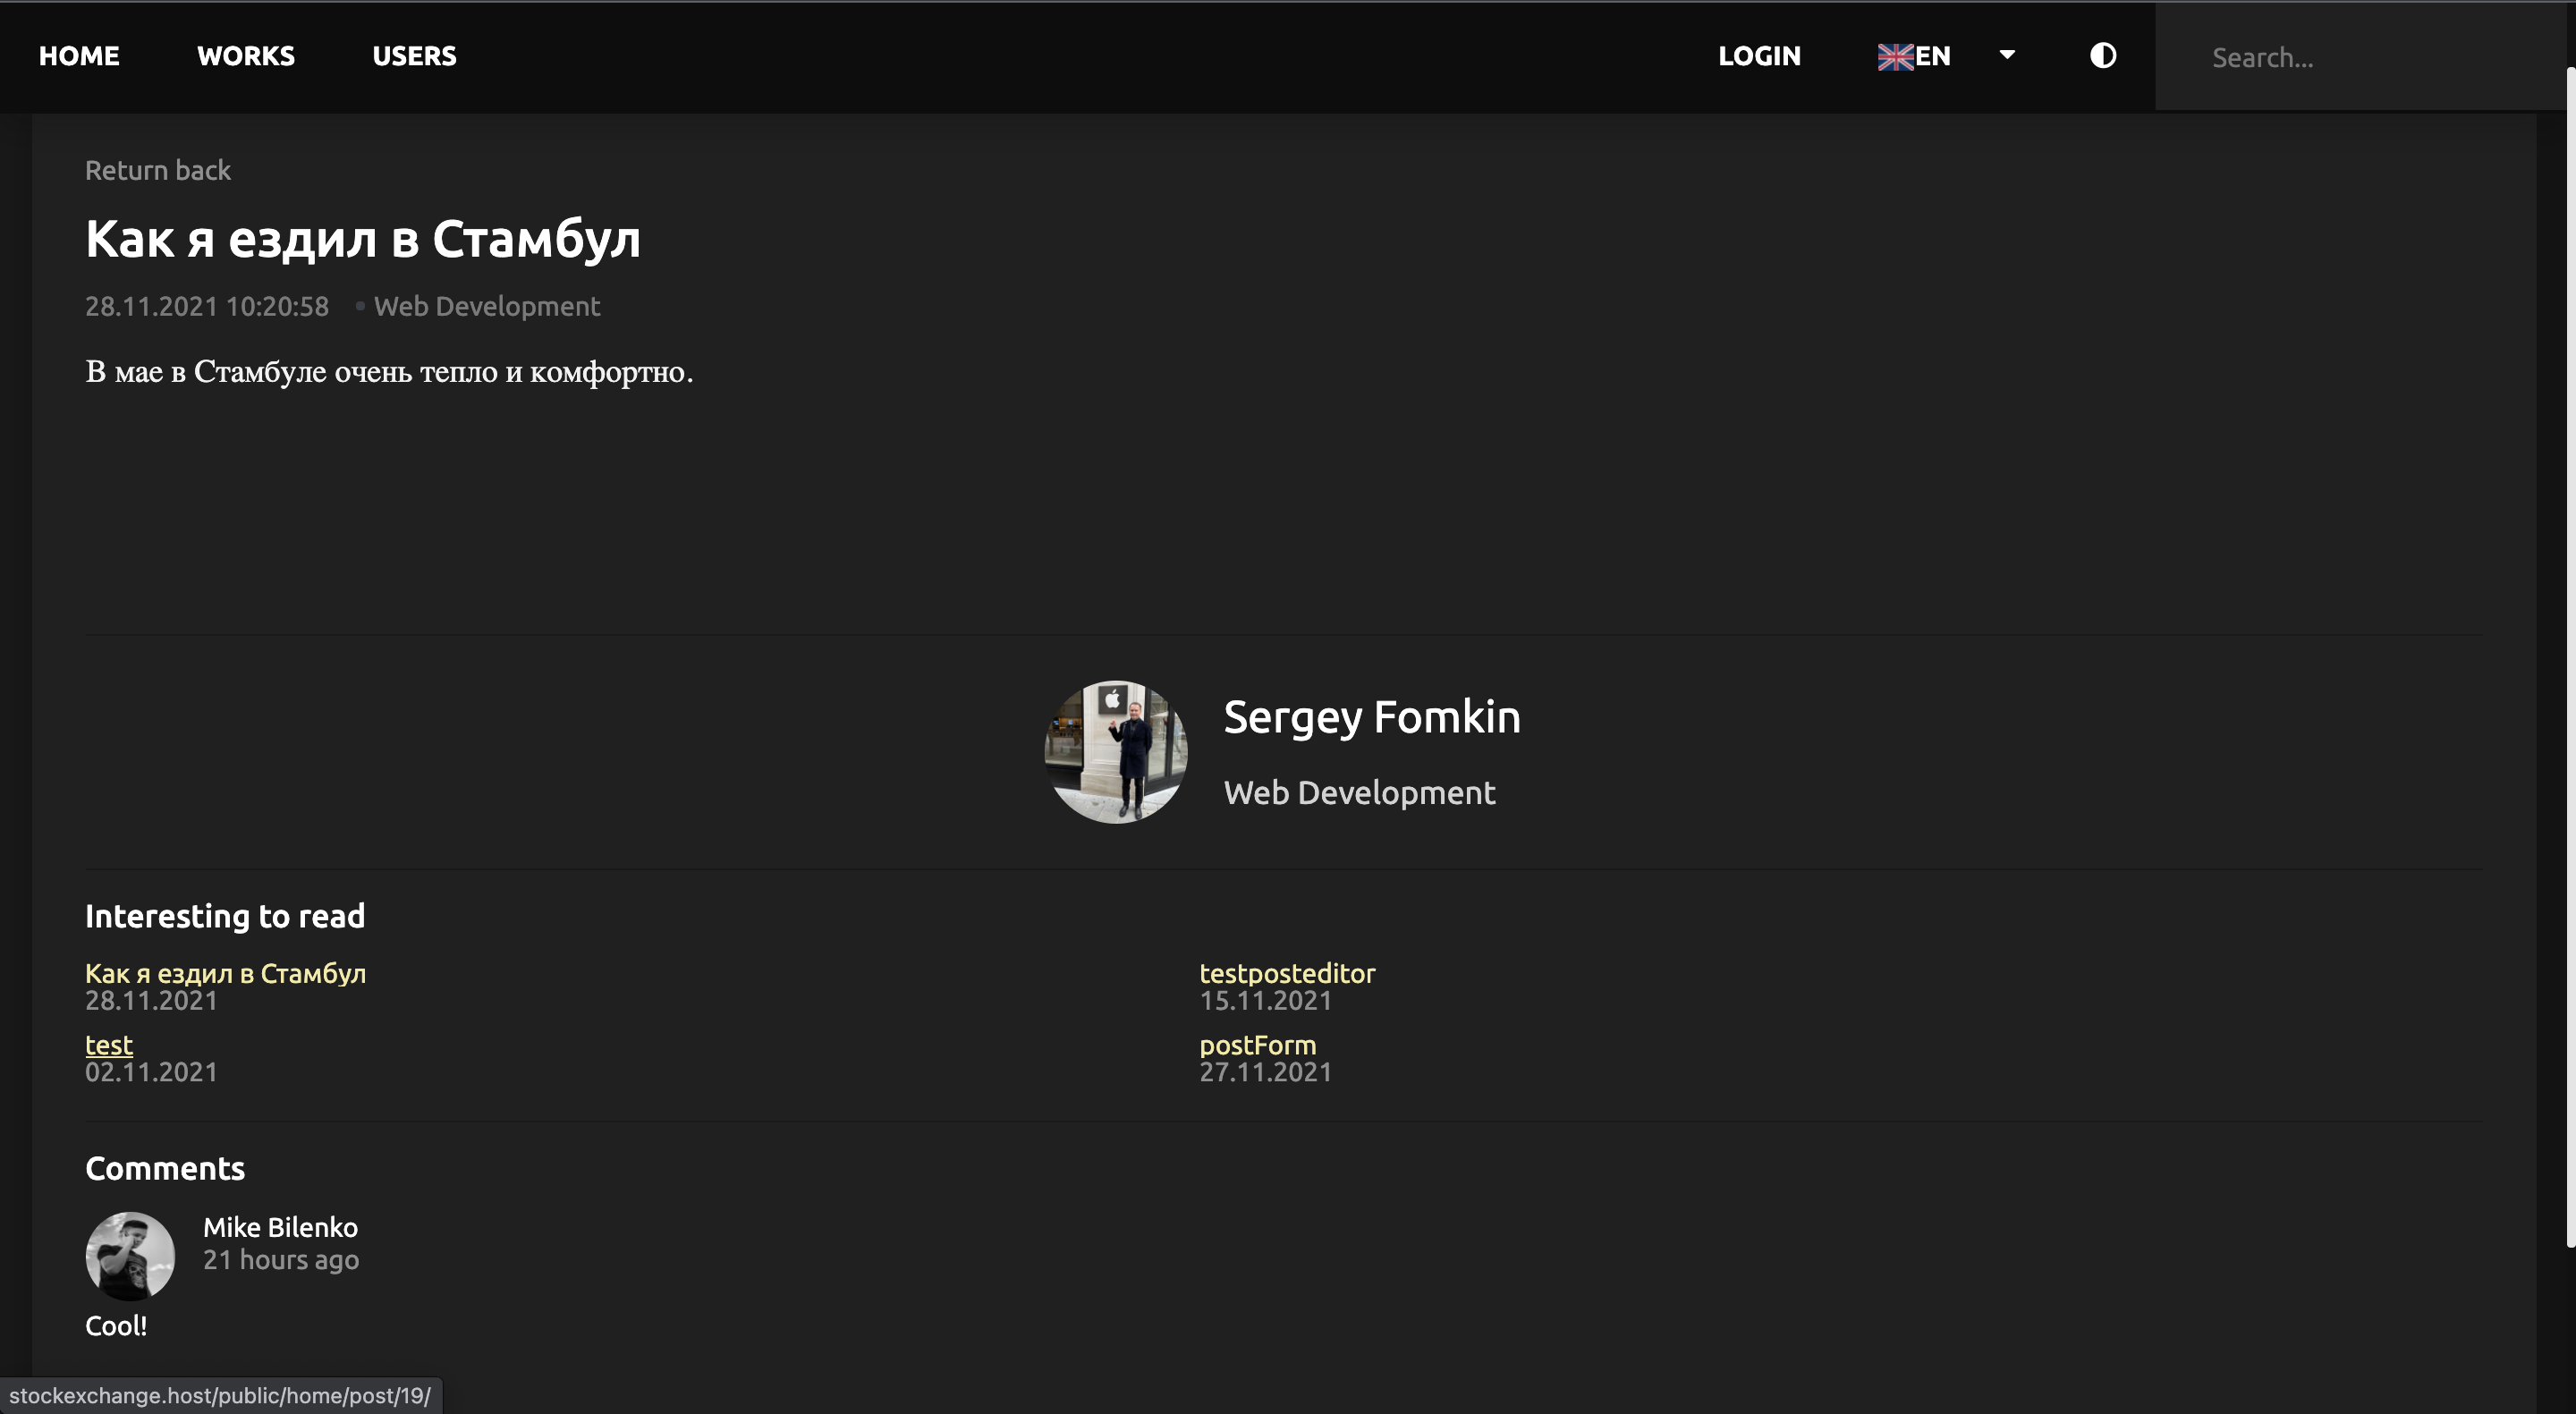 HOME WORKS USERS LOGIN EN Search...
Return back
Как я ездил в Стамбул
28.11.2021 10:20:58 • Web Development
В мае в Стамбуле очень тепло и комфортно.
Sergey Fomkin
Web Development
Interesting to read
Как я ездил в Стамбул
28.11.2021
testposteditor
15.11.2021
test
02.11.2021
postForm
27.11.2021
Comments
Mike Bilenko
21 hours ago
Cool!
stockexchange.host/public/home/post/19/